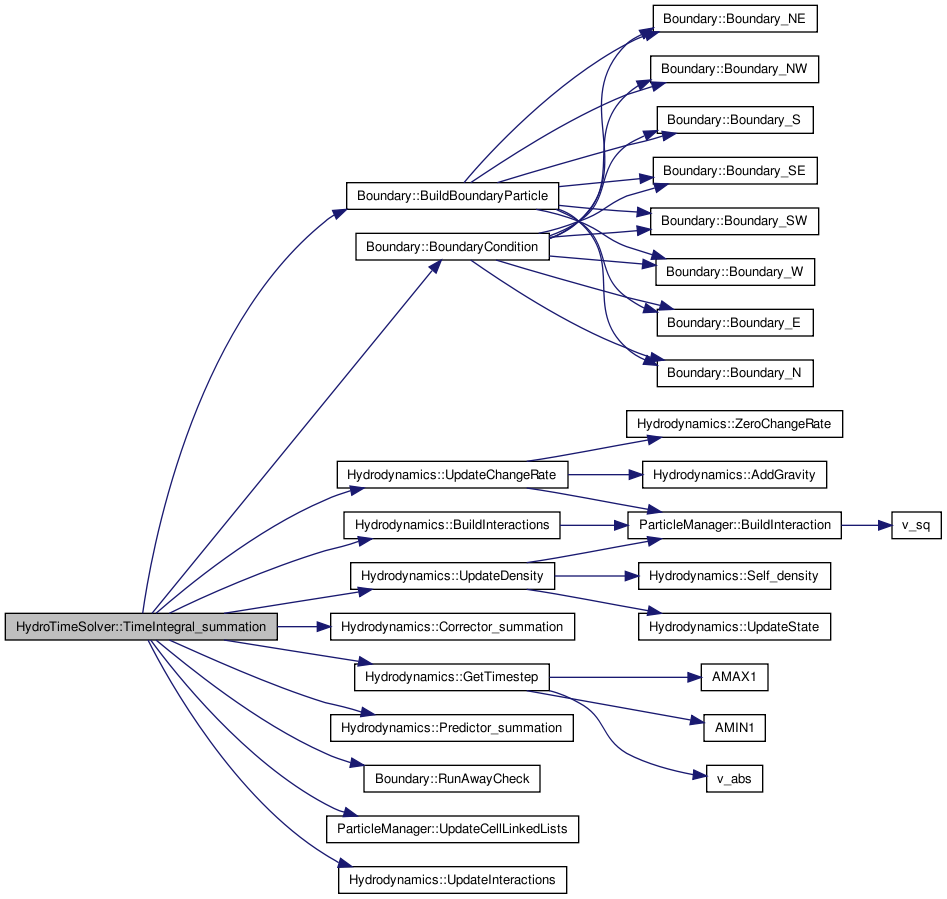 Boundary::Boundary_NE
Boundary::Boundary_NW
Boundary::Boundary_S
Boundary::Boundary_SE
Boundary::BuildBoundaryParticle
Boundary::Boundary_SW
Boundary::BoundaryCondition
Boundary::Boundary_W
Boundary::Boundary_E
Boundary::Boundary_N
Hydrodynamics::ZeroChangeRate
Hydrodynamics::UpdateChangeRate
Hydrodynamics::AddGravity
Hydrodynamics::BuildInteractions
ParticleManager::BuildInteraction
v_sq
Hydrodynamics::UpdateDensity
Hydrodynamics::Self_density
HydroTimeSolver::TimeIntegral_summation
Hydrodynamics::Corrector_summation
Hydrodynamics::UpdateState
Hydrodynamics::GetTimestep
AMAX1
Hydrodynamics::Predictor_summation
AMIN1
Boundary::RunAwayCheck
v_abs
ParticleManager::UpdateCellLinkedLists
Hydrodynamics::UpdateInteractions